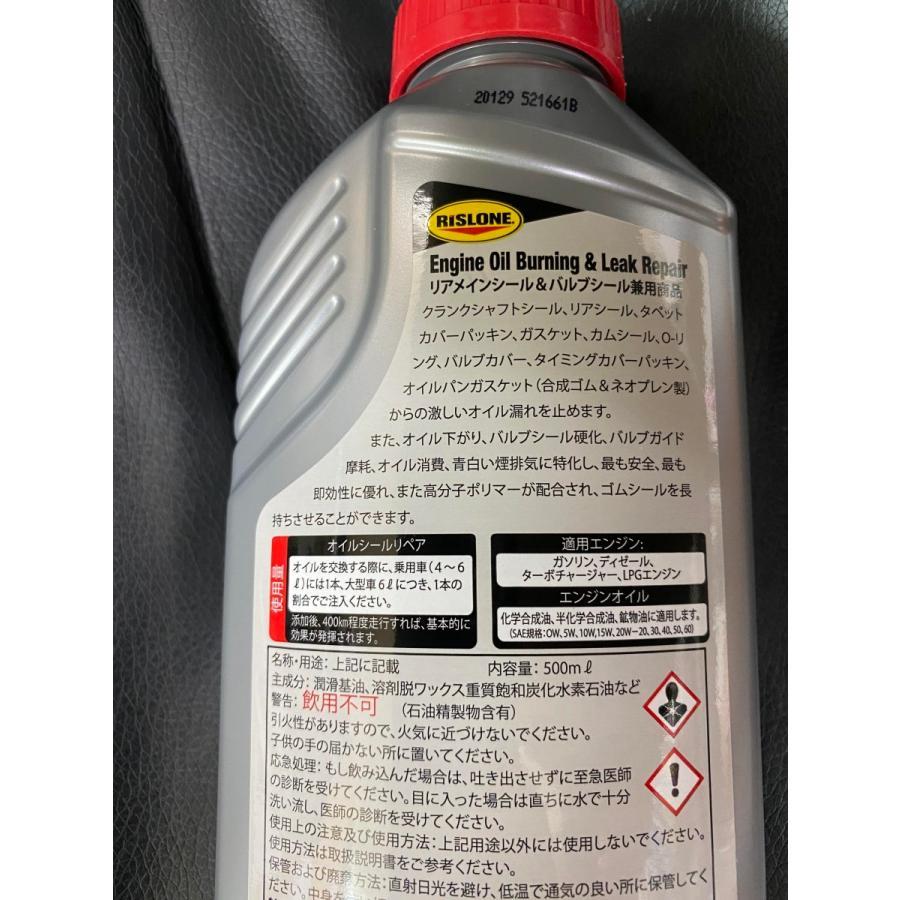 20129 521661B
RISLONE.
Engine Oil Burning & Leak Repair
リアメインシール&バルブシール兼用商品
クランクシャフトシール、リアシール、タペット
カバーパッキン、ガスケット、カムシール、O-リ
ング、バルブカバー、タイミングカバーパッキン、
オイルパンガスケット(合成ゴム&ネオプレン製)
からの激しいオイル漏れを止めます。
また、オイル下がり、バルブシール硬化、バルブガイド
摩耗、オイル消費、青白い煙排気に特化し、最も安全、最も
即効性に優れ、また高分子ポリマーが配合され、ゴムシールを長
持ちさせることができます。
使用量
オイルシールリペア
オイルを交換する際に、乗用車(4〜6
ℓ)には1本、大型車6ℓにつき、1本の
割合でご注入ください。
添加後、400km程度走行すれば、基本的に
効果が発揮されます。
適用エンジン:
ガソリン、ディゼール、
ターボチャージャー、LPGエンジン
エンジンオイル
化学合成油、半化学合成油、鉱物油に適用します。
(SAE規格:OW、5W、10W、15W、20W−20、30、40、50、60)
名称・用途:上記に記載 内容量:500mℓ
主成分:潤滑基油、溶剤脱ワックス重質飽和炭化水素石油など
警告:飲用不可 (石油精製物含有)
引火性がありますので、火気に近づけないでください。
子供の手の届かない所に置いてください。
応急処理:もし飲み込んだ場合は、吐き出させずに至急医師
の診断を受けてください。目に入った場合は直ちに水で十分
洗い流し、医師の診断を受けてください。
使用上の注意及び使用方法:上記用途以外には使用しないでください。
使用方法は取扱説明書をご参考ください。
保管および廃棄方法:直射日光を避け、低温で通気の良い所に保管してく
ださい。中身を